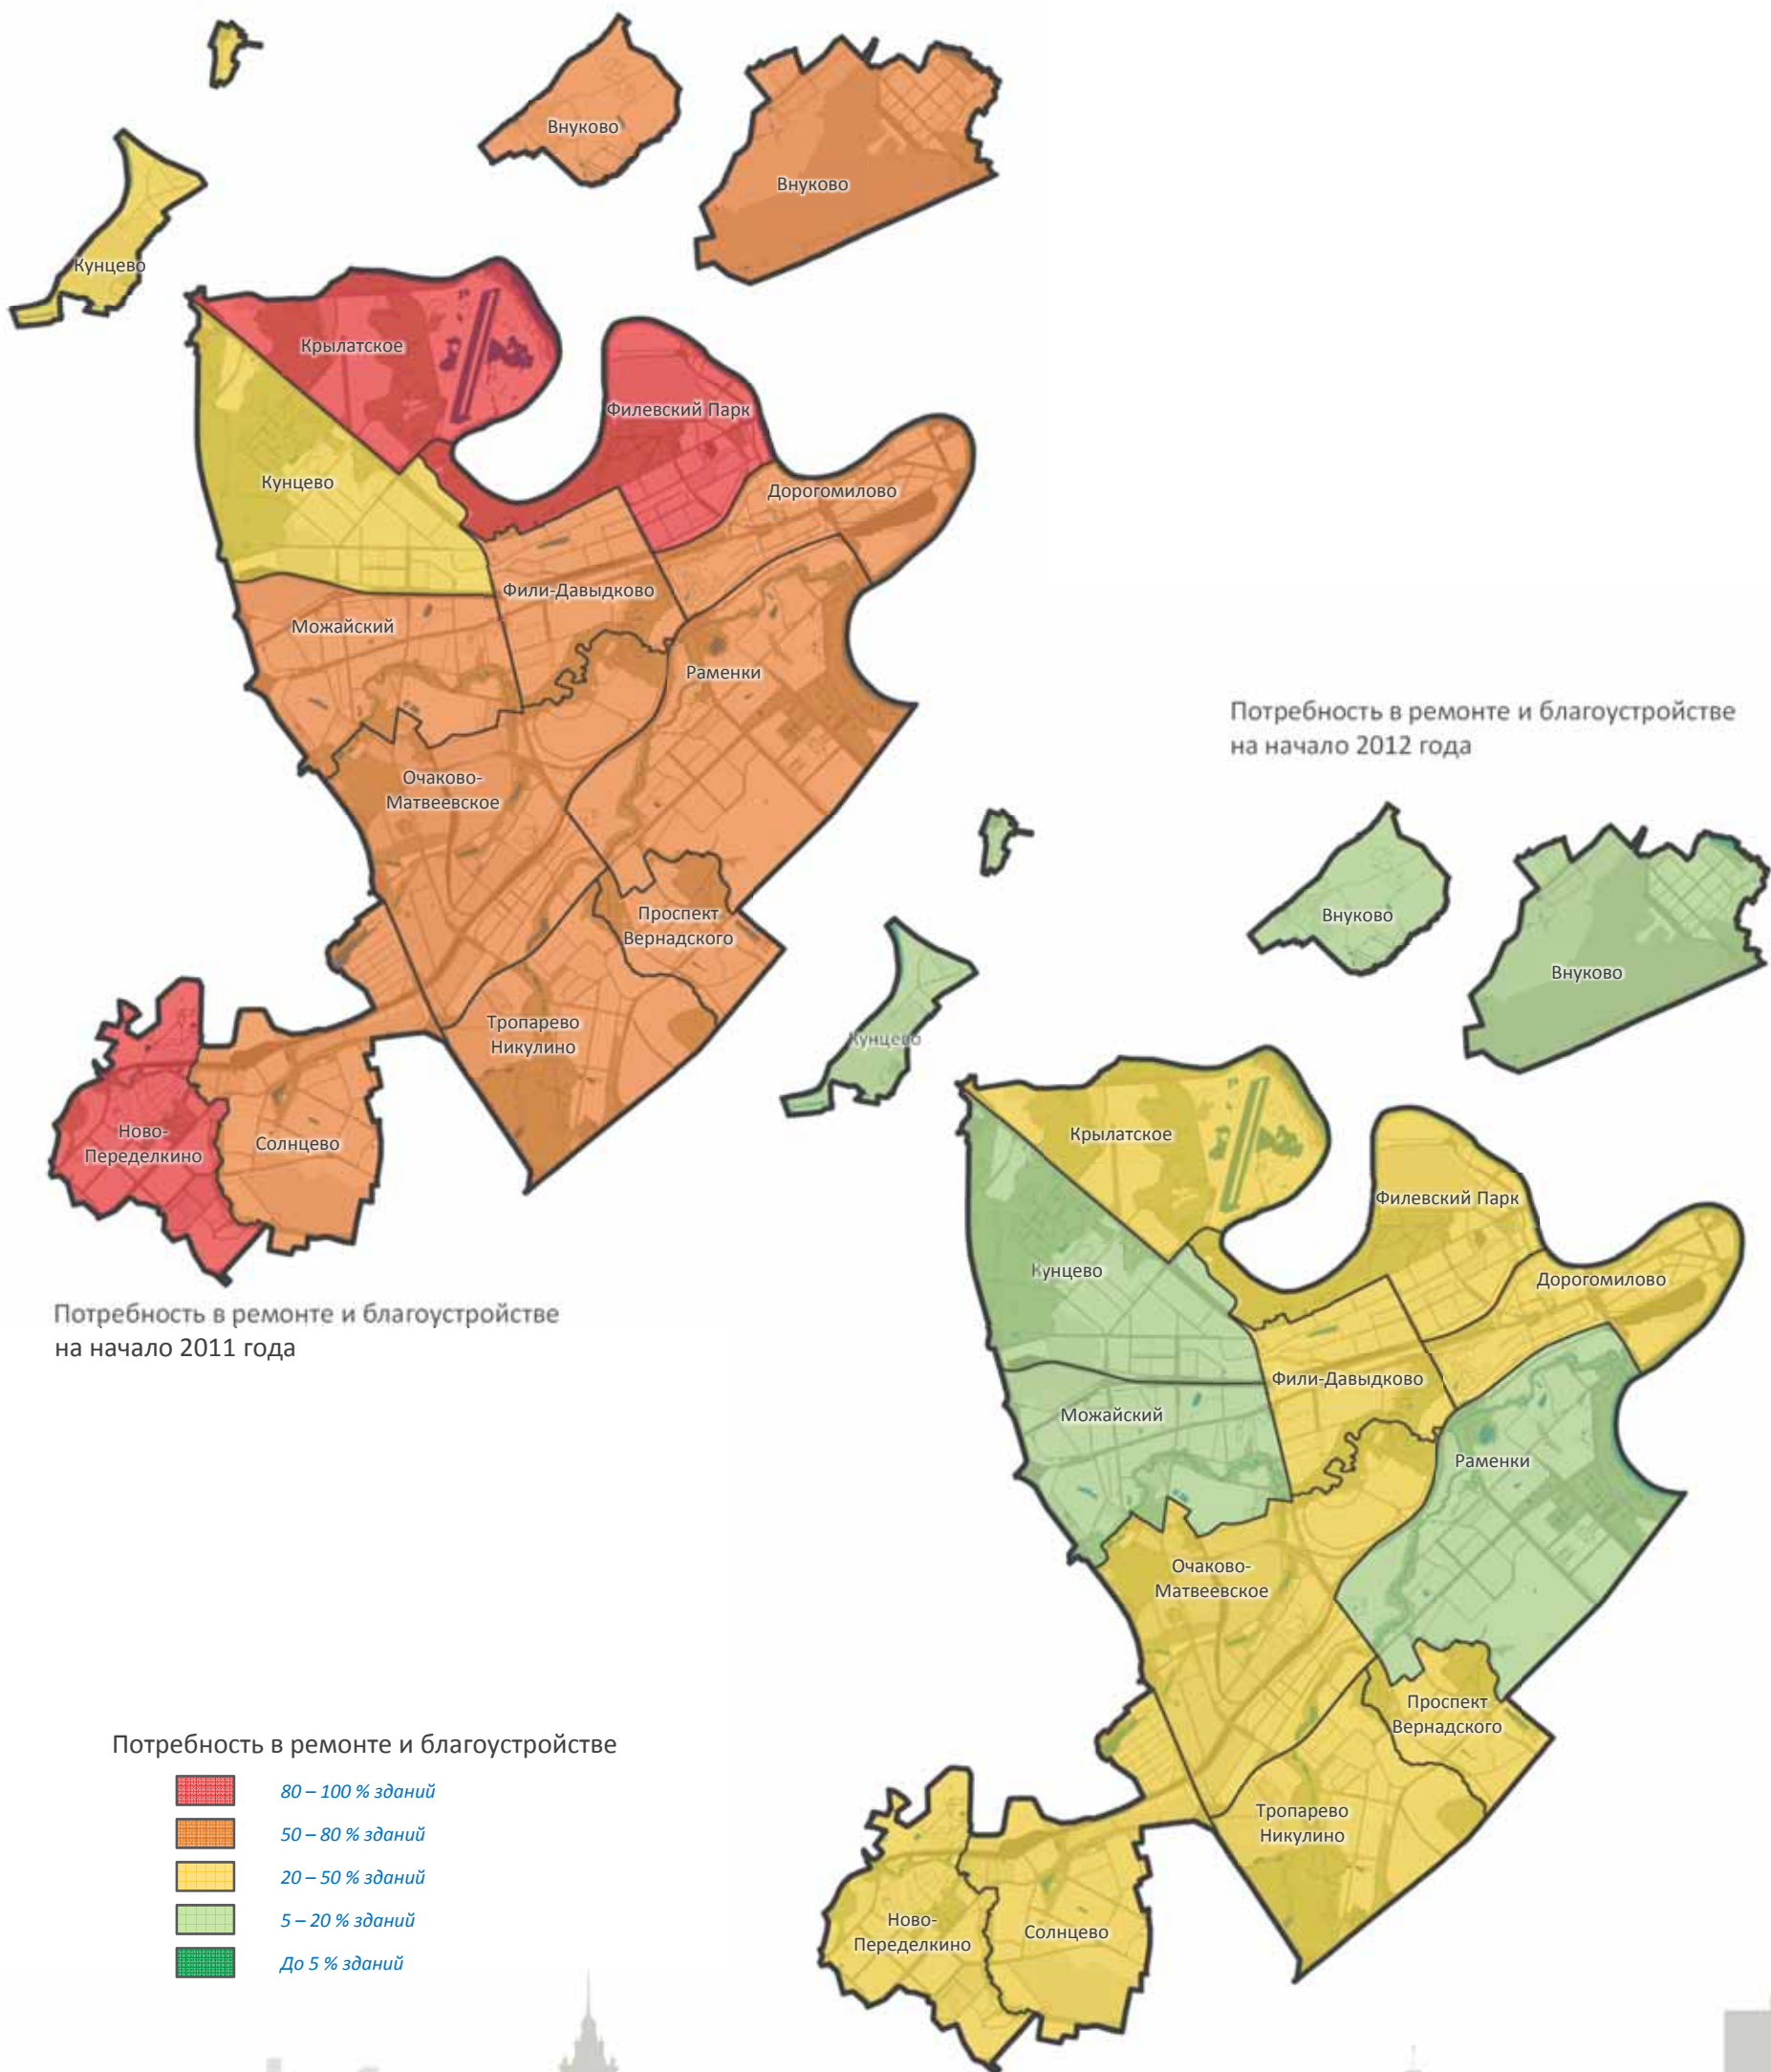 Внуково
Внуково
Кунцево
Крылатское
Филевский Парк
Кунцево
Дорогомилово
Фили-Давыдково
Можайский
Раменки
Очаково-
Матвеевское
Проспект
Вернадского
Тропарево
Никулино
Ново-
Переделкино
Солнцево
Потребность в ремонте и благоустройстве
на начало 2011 года
Потребность в ремонте и благоустройстве
на начало 2012 года
Внуково
Внуково
Кунцево
Крылатское
Филевский Парк
Кунцево
Дорогомилово
Фили-Давыдково
Можайский
Раменки
Очаково-
Матвеевское
Проспект
Вернадского
Тропарево
Никулино
Ново-
Переделкино
Солнцево
Потребность в ремонте и благоустройстве
80 – 100 % зданий
50 – 80 % зданий
20 – 50 % зданий
5 – 20 % зданий
До 5 % зданий